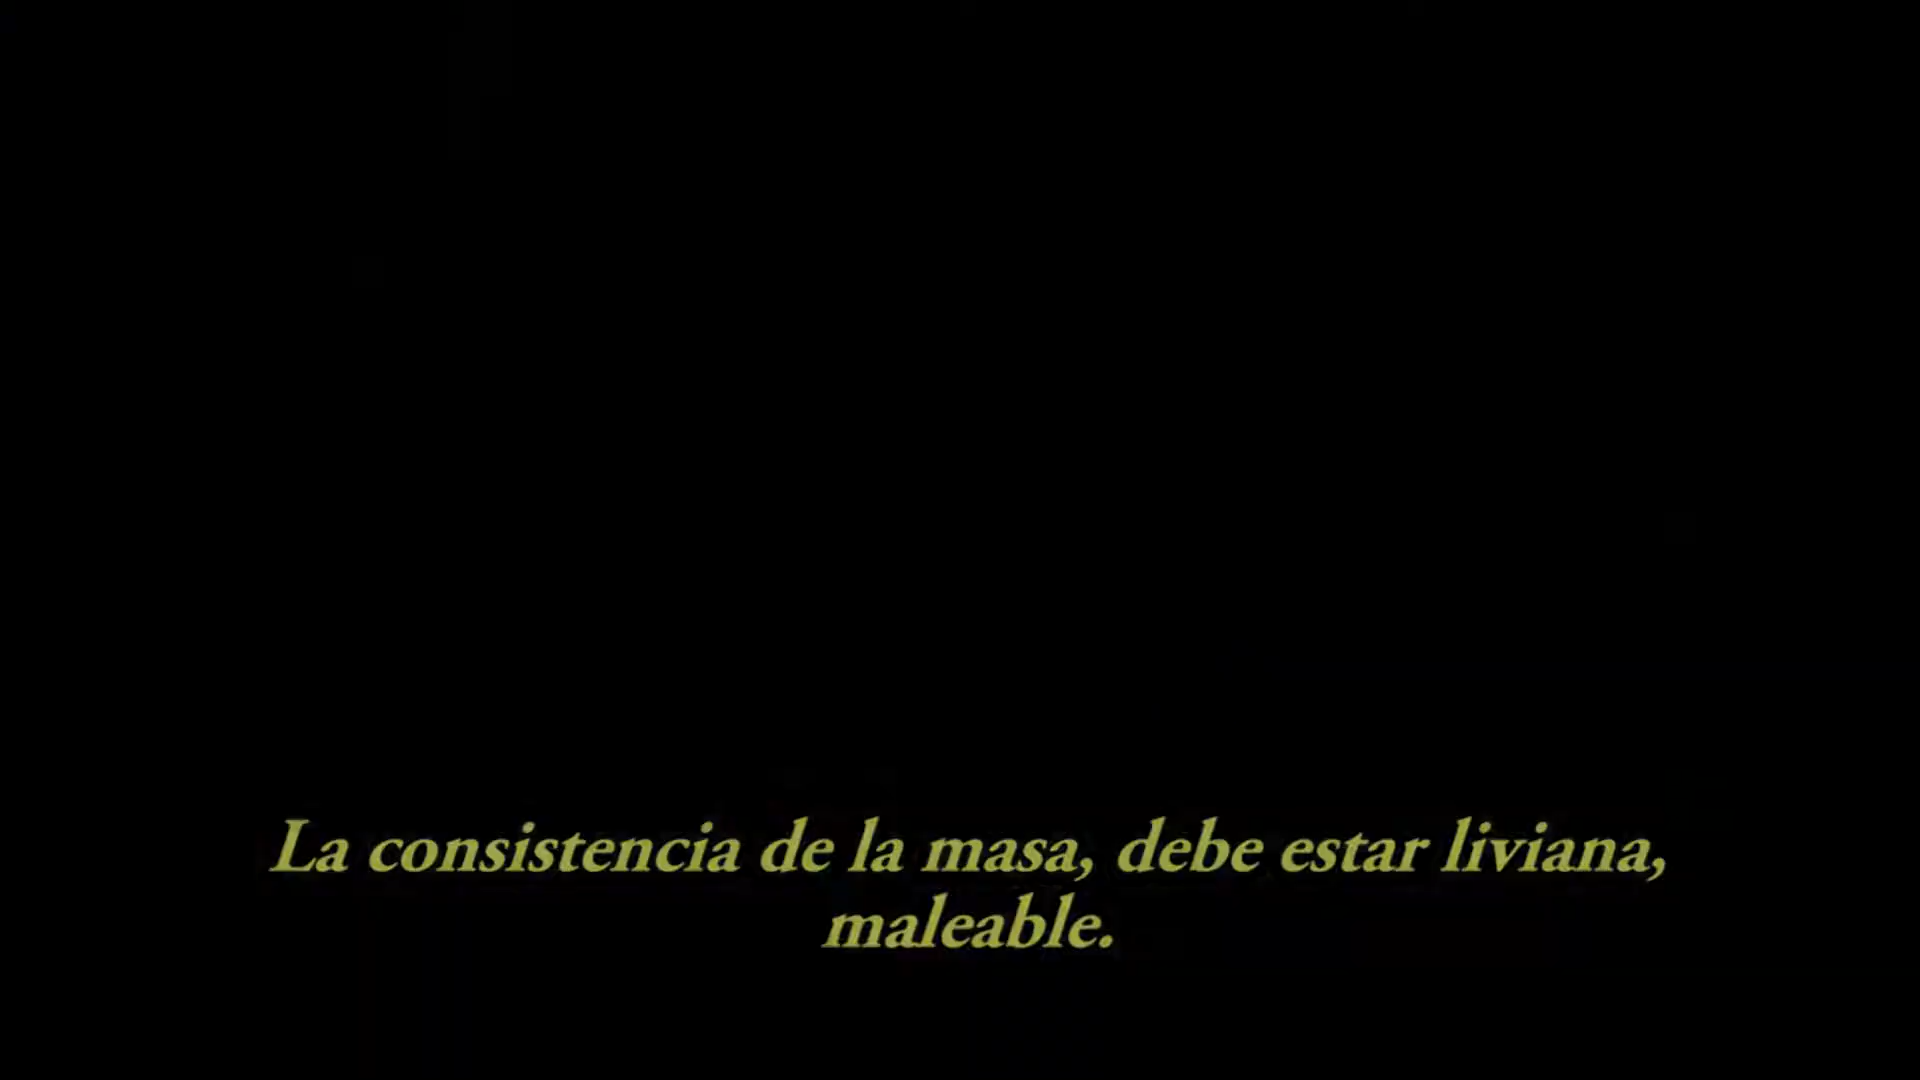 La consistencia de la masa, debe estar liviana,
maleable.